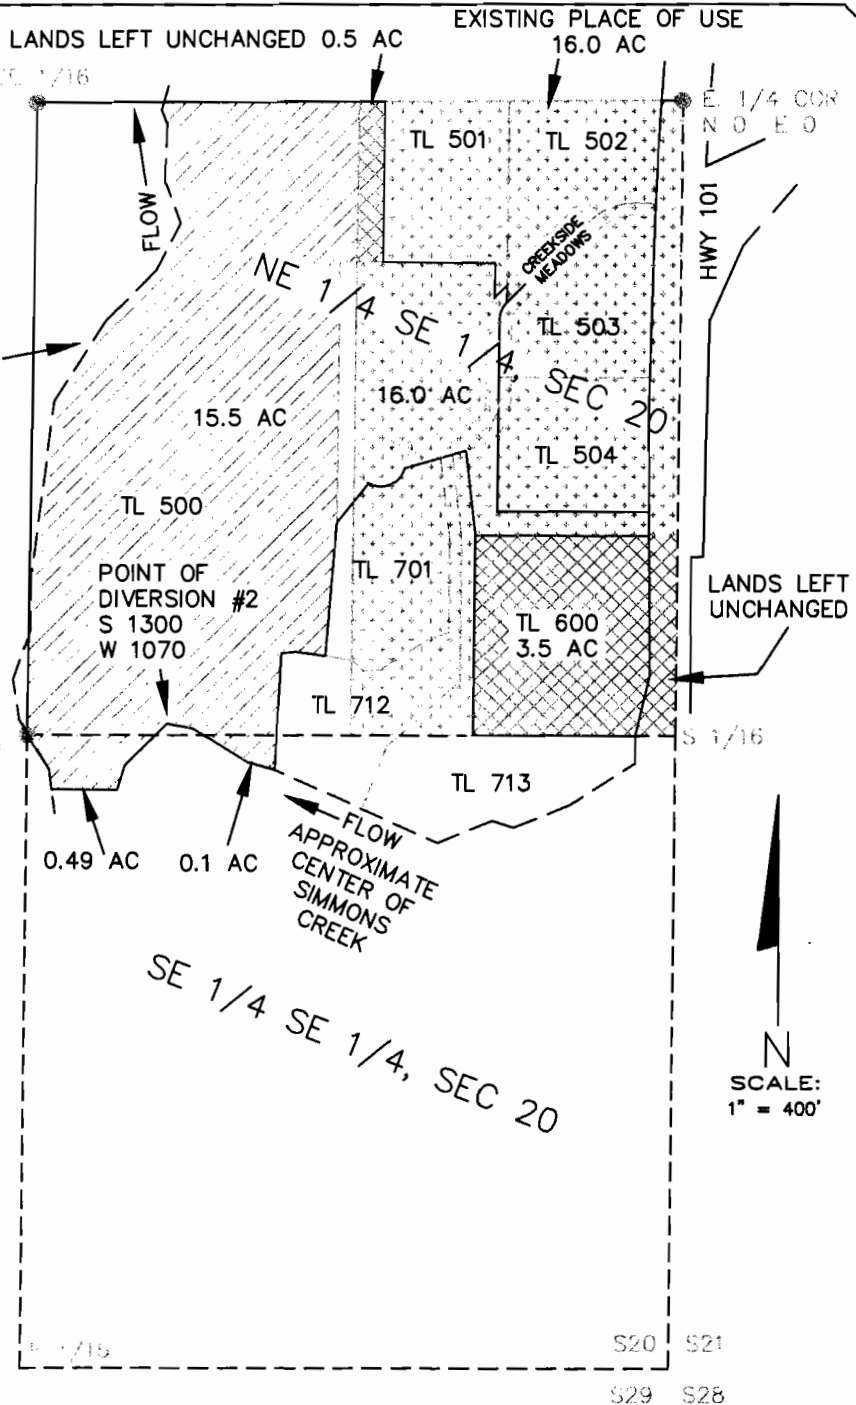 LANDS LEFT UNCHANGED 0.5 AC
EXISTING PLACE OF USE
16.0 AC
1/16
E 1/4 COR
N 0 E 0
FLOW
TL 501
TL 502
HWY 101
CREEKSIDE
MEADOWS
NE 1/4 SE 1/4, SEC 20
TL 503
15.5 AC
16.0 AC
TL 504
TL 500
TL 701
POINT OF
DIVERSION #2
S 1300
W 1070
LANDS LEFT
UNCHANGED
TL 600
3.5 AC
TL 712
S 1/16
TL 713
0.49 AC
0.1 AC
FLOW
APPROXIMATE
CENTER OF
SIMMONS
CREEK
SE 1/4 SE 1/4, SEC 20
N
SCALE:
1" = 400'
1/16
S20
S21
S29
S28